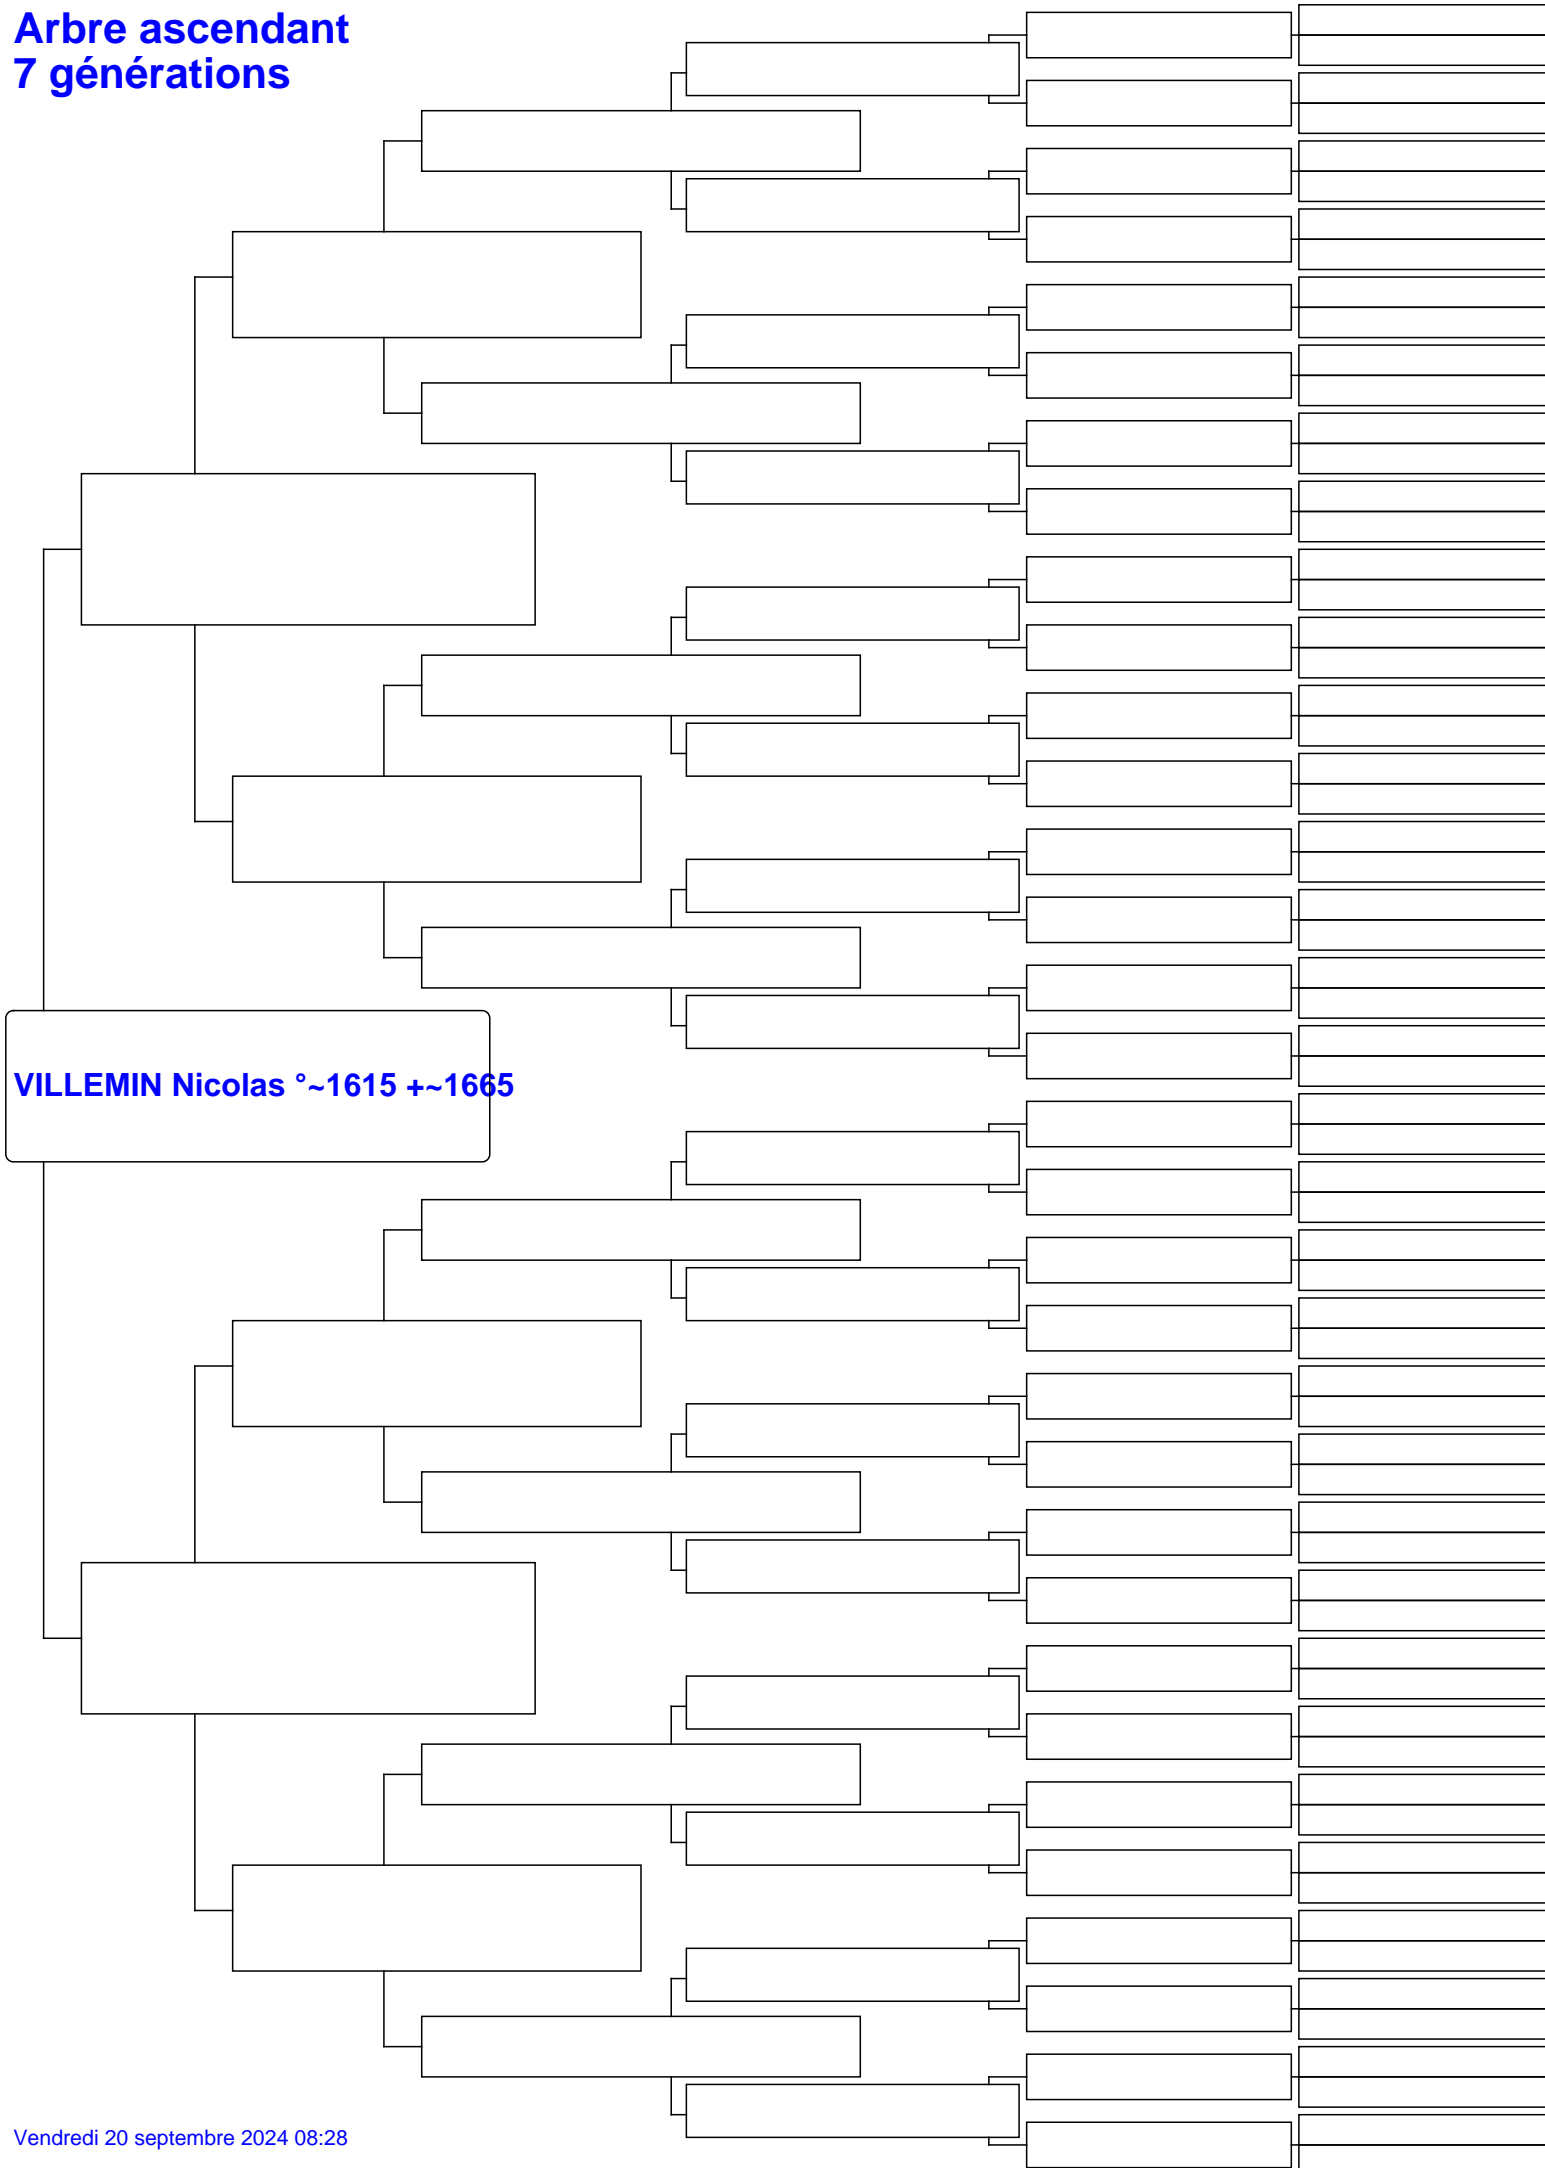 Arbre ascendant
7 générations
VILLEMIN Nicolas °~1615 +~1665
Vendredi 20 septembre 2024 08:28